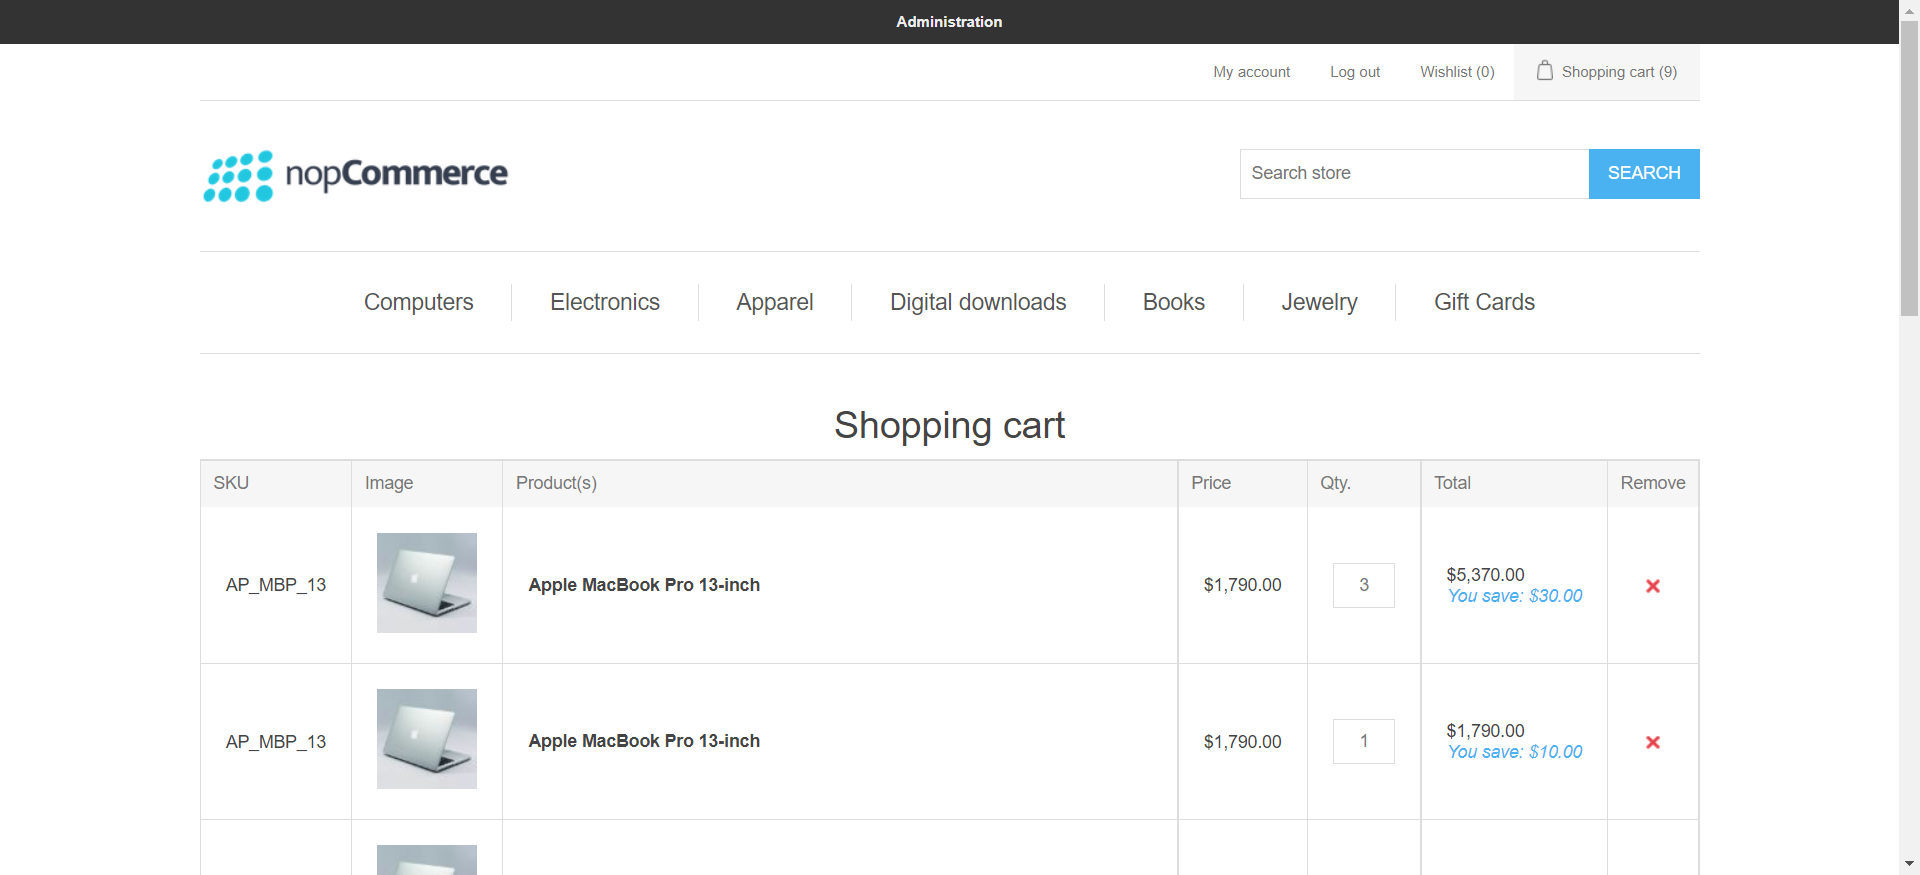 Administration
My account Log out Wishlist (0) Shopping cart (9)
nopCommerce
Search store SEARCH
Computers Electronics Apparel Digital downloads Books Jewelry Gift Cards
Shopping cart
SKU Image Product(s) Price Qty. Total Remove
AP_MBP_13 Apple MacBook Pro 13-inch $1,790.00 3 $5,370.00
You save: $30.00
AP_MBP_13 Apple MacBook Pro 13-inch $1,790.00 1 $1,790.00
You save: $10.00